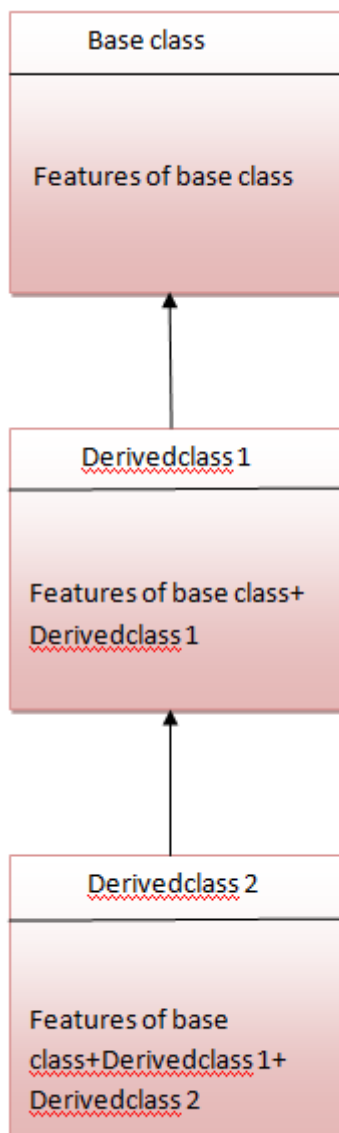 Base class
Features of base class
Derivedclass 1
Features of base class+
Derivedclass 1
Derivedclass 2
Features of base
class+Derivedclass 1+
Derivedclass 2